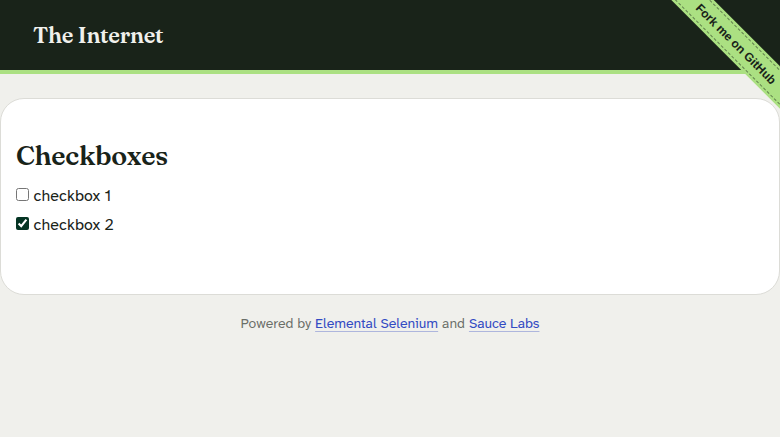 The Internet
Fork me on GitHub
Checkboxes
checkbox 1
checkbox 2
Powered by Elemental Selenium and Sauce Labs